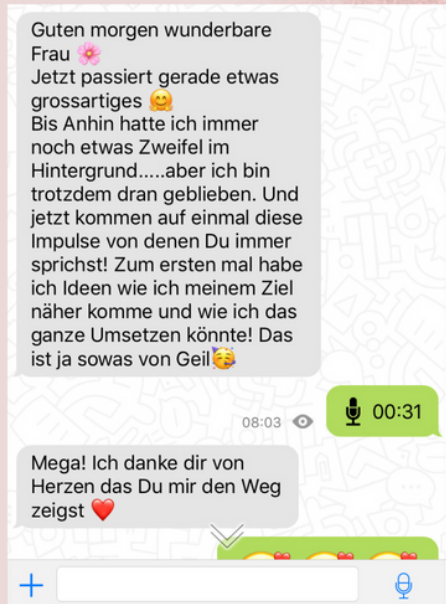 Guten morgen wunderbare
Frau 🌸
Jetzt passiert gerade etwas
grossartiges 🤗
Bis Anhin hatte ich immer
noch etwas Zweifel im
Hintergrund.....aber ich bin
trotzdem dran geblieben. Und
jetzt kommen auf einmal diese
Impulse von denen Du immer
sprichst! Zum ersten mal habe
ich Ideen wie ich meinem Ziel
näher komme und wie ich das
ganze Umsetzen könnte! Das
ist ja sowas von Geil🥳
08:03
00:31
Mega! Ich danke dir von
Herzen das Du mir den Weg
zeigst ❤️